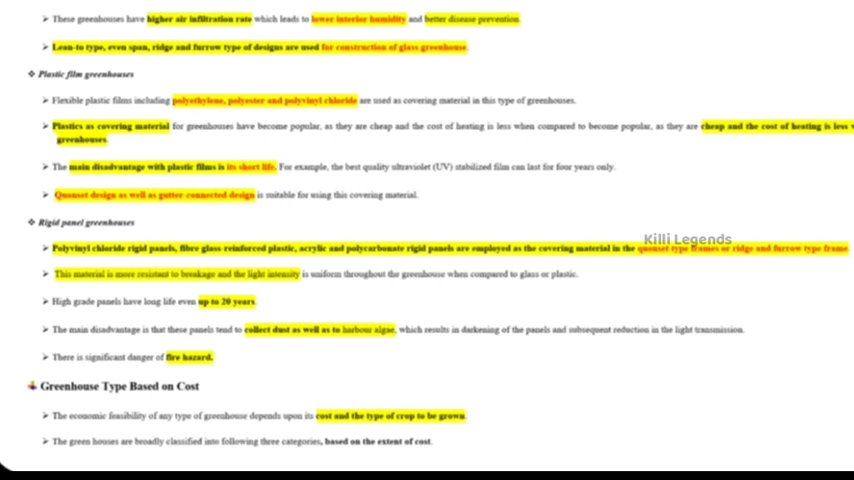 ➢ These greenhouses have higher air infiltration rate which leads to lower interior humidity and better disease prevention.
➢ Lean-to type, even span, ridge and furrow type of designs are used for construction of glass greenhouse.
❖ Plastic film greenhouses
➢ Flexible plastic films including polyethylene, polyester and polyvinyl chloride are used as covering material in this type of greenhouses.
➢ Plastics as covering material for greenhouses have become popular, as they are cheap and the cost of heating is less when compared to become popular, as they are cheap and the cost of heating is less
greenhouses.
➢ The main disadvantage with plastic films is its short life. For example, the best quality ultraviolet (UV) stabilized film can last for four years only.
➢ Quonset design as well as gutter-connected design is suitable for using this covering material.
❖ Rigid panel greenhouses
Killi Legends
➢ Polyvinyl chloride rigid panels, fibre glass-reinforced plastic, acrylic and polycarbonate rigid panels are employed as the covering material in the quonset type frames or ridge and furrow type frame.
➢ This material is more resistant to breakage and the light intensity is uniform throughout the greenhouse when compared to glass or plastic.
➢ High grade panels have long life even up to 20 years.
➢ The main disadvantage is that these panels tend to collect dust as well as to harbour algae, which results in darkening of the panels and subsequent reduction in the light transmission.
➢ There is significant danger of fire hazard.
Greenhouse Type Based on Cost
➢ The economic feasibility of any type of greenhouse depends upon its cost and the type of crop to be grown.
➢ The green houses are broadly classified into following three categories, based on the extent of cost.